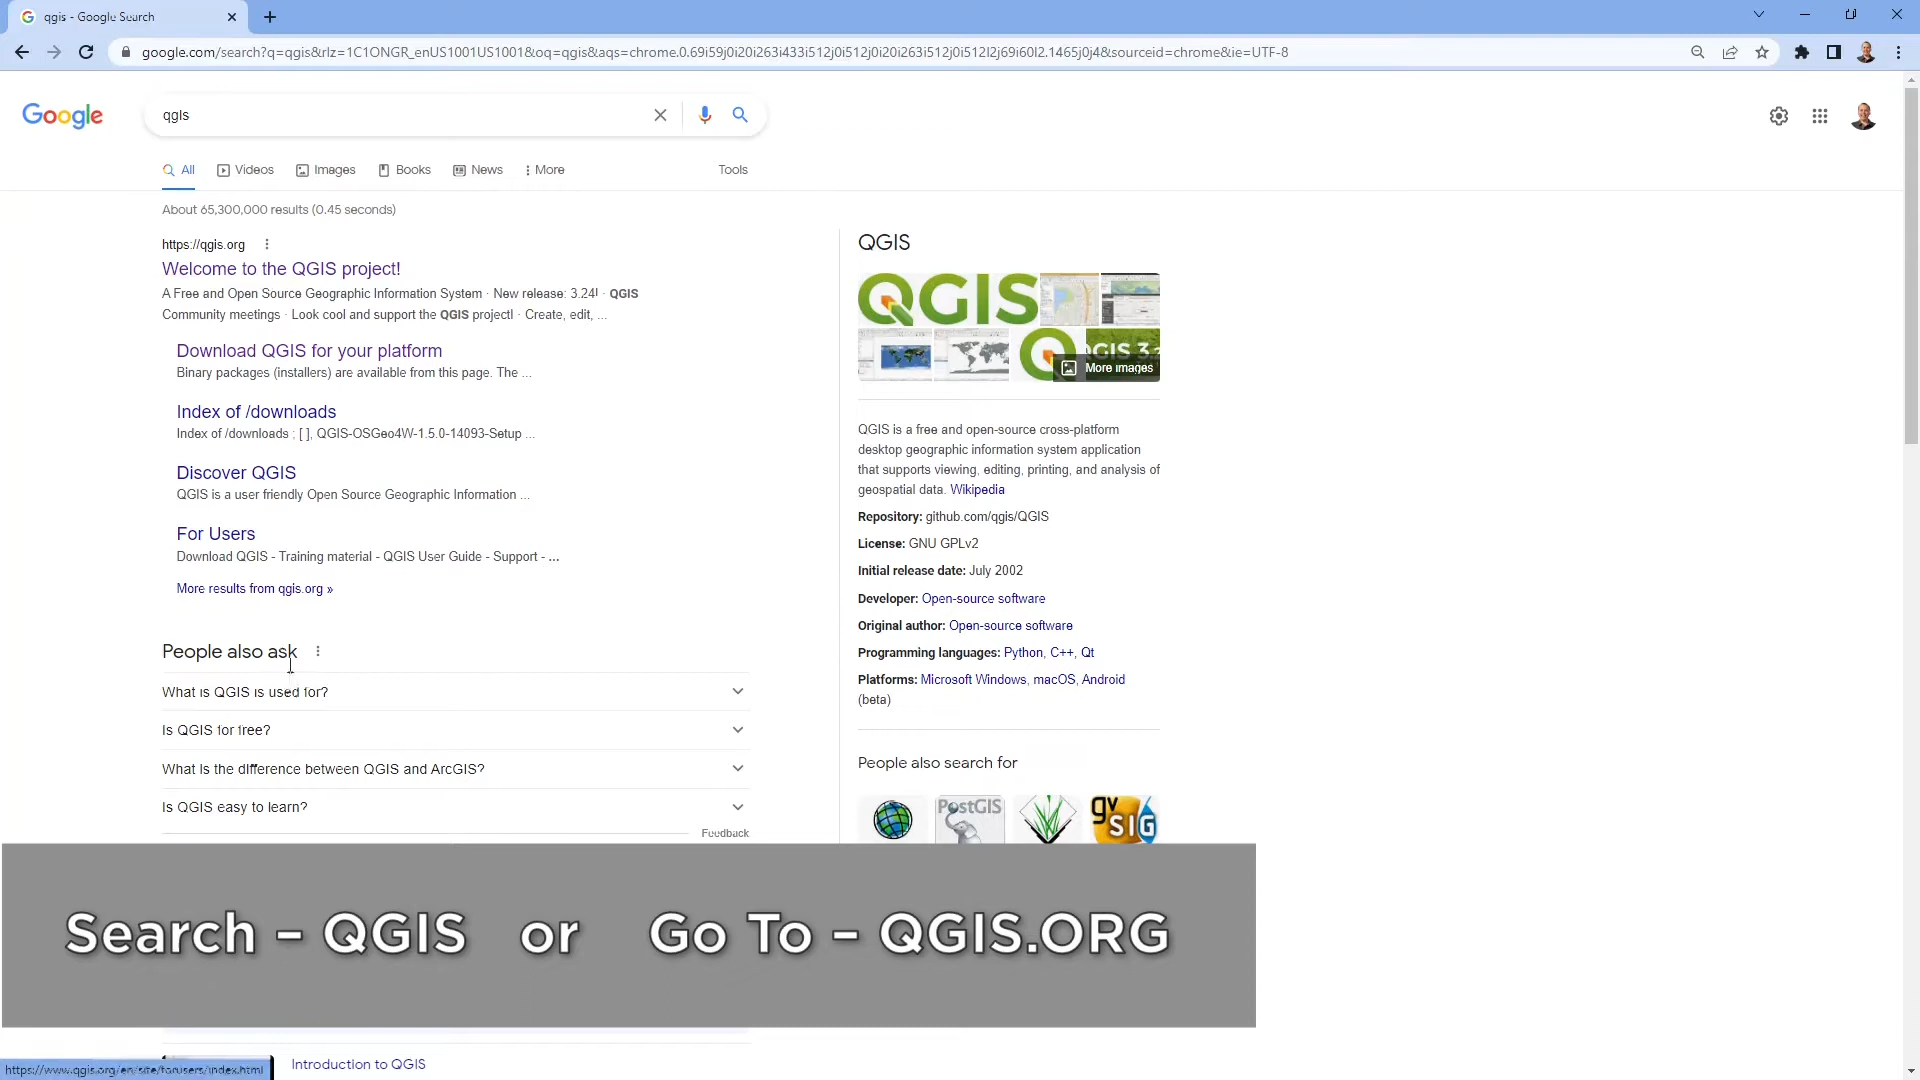 qgis - Google Search
google.com/search?q=qgis&rlz=1C1ONGR_enUS1001US1001&oq=qgis&aqs=chrome.0.69i59j0i20i263i433i512j0i512j0i20i263i512j0i512l2j69i60l2.1465j0j4&sourceid=chrome&ie=UTF-8
Google
qgis
All
Videos
Images
Books
News
More
Tools
About 65,300,000 results (0.45 seconds)
https://qgis.org
Welcome to the QGIS project!
A Free and Open Source Geographic Information System · New release: 3.24! · QGIS
Community meetings · Look cool and support the QGIS project! · Create, edit, ...
Download QGIS for your platform
Binary packages (installers) are available from this page. The ...
Index of /downloads
Index of /downloads ; [ ], QGIS-OSGeo4W-1.5.0-14093-Setup ...
Discover QGIS
QGIS is a user friendly Open Source Geographic Information ...
For Users
Download QGIS - Training material - QGIS User Guide - Support - ...
More results from qgis.org »
People also ask
What is QGIS is used for?
Is QGIS for free?
What is the difference between QGIS and ArcGIS?
Is QGIS easy to learn?
Feedback
QGIS
QGIS
QGIS 3.
More images
QGIS is a free and open-source cross-platform
desktop geographic information system application
that supports viewing, editing, printing, and analysis of
geospatial data. Wikipedia
Repository: github.com/qgis/QGIS
License: GNU GPLv2
Initial release date: July 2002
Developer: Open-source software
Original author: Open-source software
Programming languages: Python, C++, Qt
Platforms: Microsoft Windows, macOS, Android
(beta)
People also search for
PostGIS
gv
SIG
Search – QGIS or Go To – QGIS.ORG
Introduction to QGIS
https://www.qgis.org/en/site/forusers/index.html